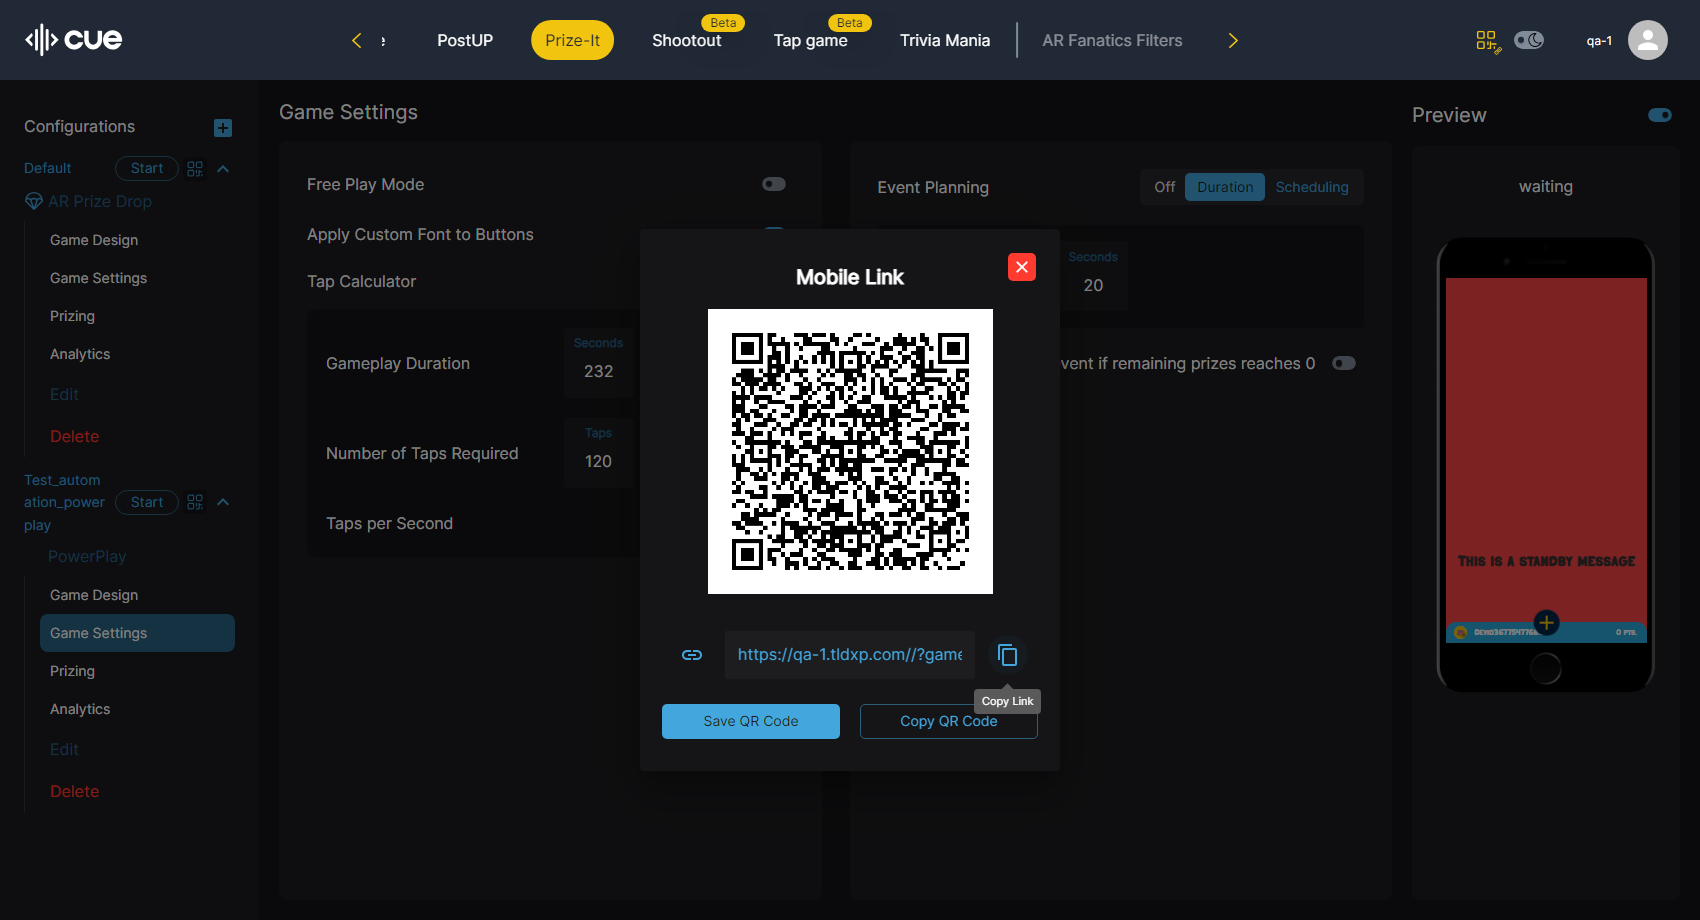 cue
PostUP
Prize-It
Beta
Shootout
Beta
Tap game
Trivia Mania
AR Fanatics Filters
qa-1
Configurations
Default
Start
AR Prize Drop
Game Design
Game Settings
Prizing
Analytics
Edit
Delete
Test_autom
ation_power
play
Start
PowerPlay
Game Design
Game Settings
Prizing
Analytics
Edit
Delete
Game Settings
Free Play Mode
Apply Custom Font to Buttons
Tap Calculator
Gameplay Duration
Seconds
232
Number of Taps Required
Taps
120
Taps per Second
Event Planning
Off
Duration
Scheduling
Seconds
20
vent if remaining prizes reaches 0
Mobile Link
https://qa-1.tldxp.com//?game
Copy Link
Save QR Code
Copy QR Code
Preview
waiting
This is a standby message
0 pts.